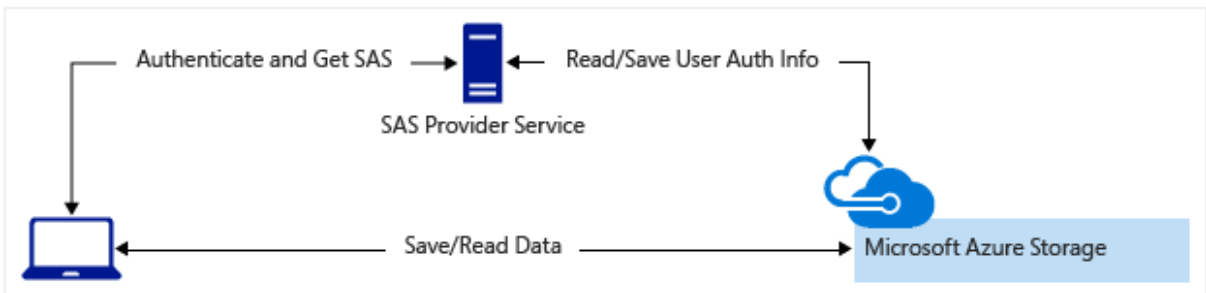 Authenticate and Get SAS
Read/Save User Auth Info
SAS Provider Service
Save/Read Data
Microsoft Azure Storage